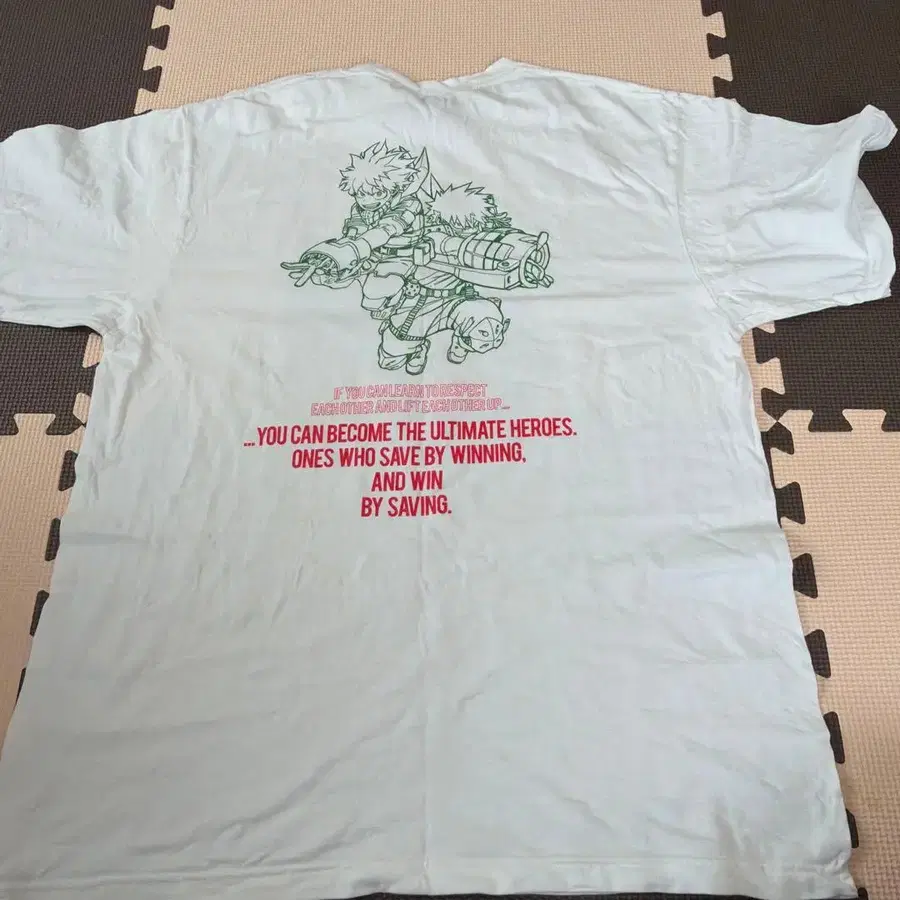 IF YOU CAN LEARN TO RESPECT
EACH OTHER AND LIFT EACH OTHER UP...
...YOU CAN BECOME THE ULTIMATE HEROES.
ONES WHO SAVE BY WINNING,
AND WIN
BY SAVING.